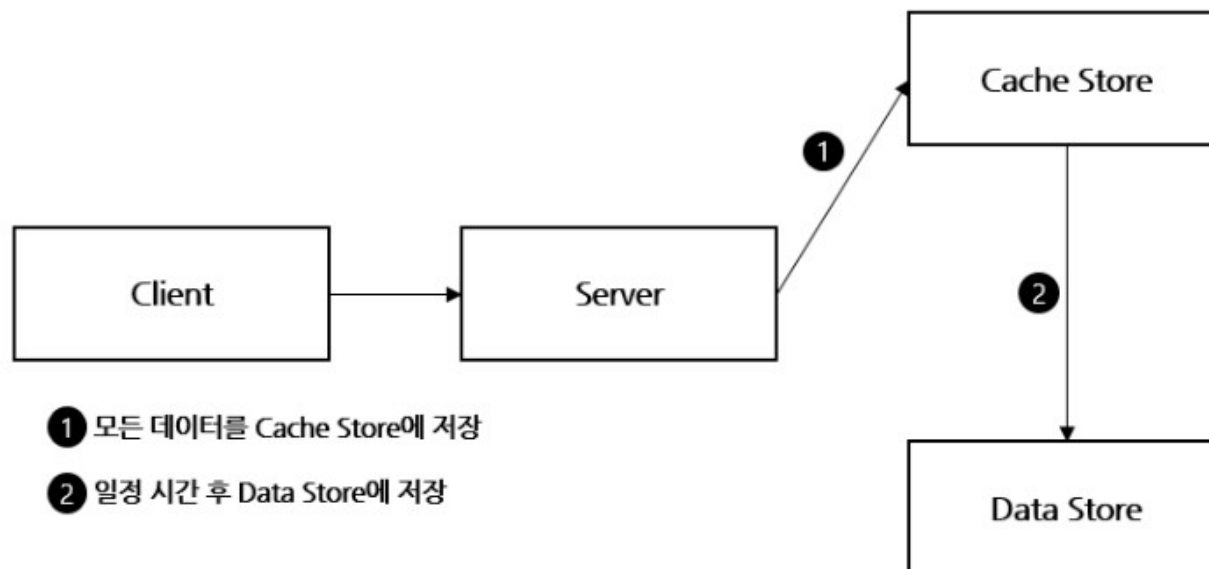 Cache Store
1
Client
Server
2
1 모든 데이터를 Cache Store에 저장
2 일정 시간 후 Data Store에 저장
Data Store